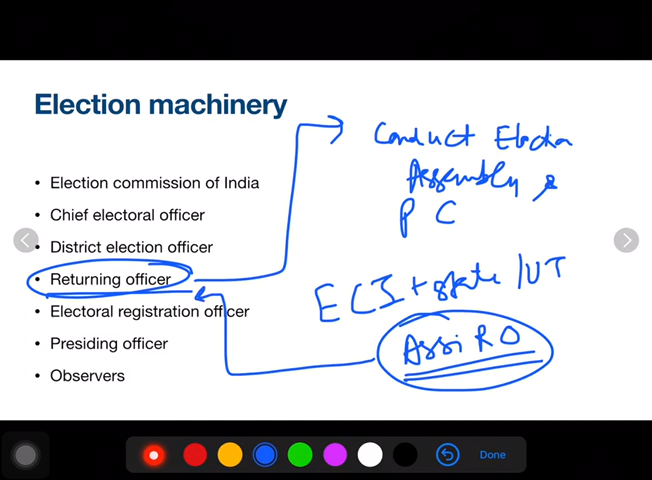 Election machinery
• Election commission of India
• Chief electoral officer
• District election officer
• Returning officer
• Electoral registration officer
• Presiding officer
• Observers
Conduct Election
Assembly &
P C
ECI + state / UT
Assi RO
Done